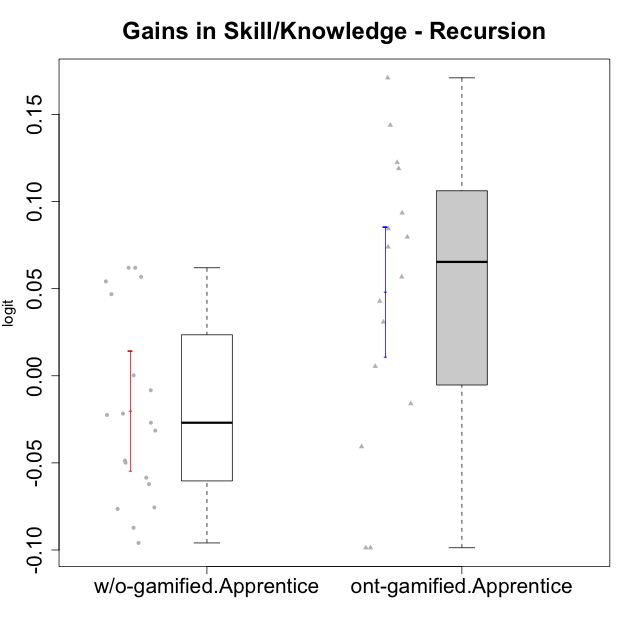 Gains in Skill/Knowledge - Recursion
logit
0.15
0.10
0.05
0.00
-0.05
-0.10
w/o-gamified.Apprentice ont-gamified.Apprentice